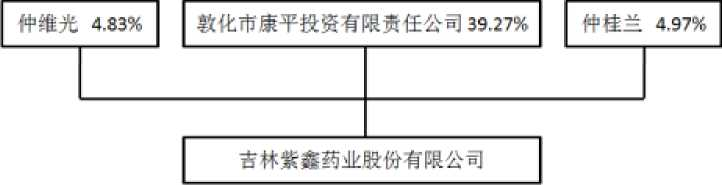 仲维光 4.83%
敦化市康平投资有限责任公司 39.27%
仲桂兰 4.97%
吉林紫鑫药业股份有限公司